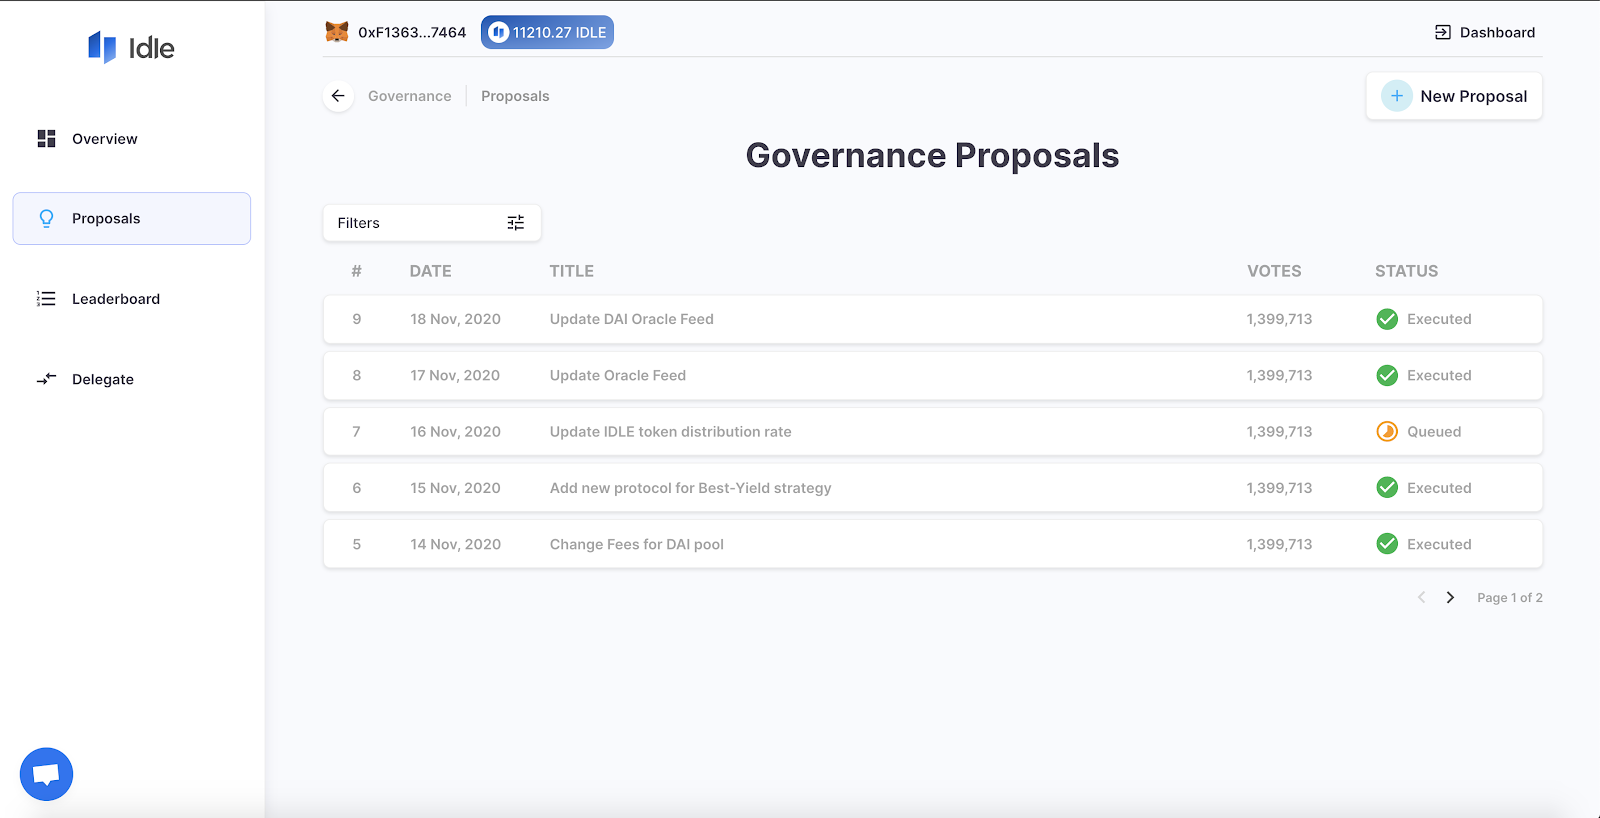 Idle
0xF1363...7464
11210.27 IDLE
Dashboard
Governance
Proposals
New Proposal
Overview
Proposals
Leaderboard
Delegate
Governance Proposals
Filters
# DATE TITLE VOTES STATUS
9 18 Nov, 2020 Update DAI Oracle Feed 1,399,713 Executed
8 17 Nov, 2020 Update Oracle Feed 1,399,713 Executed
7 16 Nov, 2020 Update IDLE token distribution rate 1,399,713 Queued
6 15 Nov, 2020 Add new protocol for Best-Yield strategy 1,399,713 Executed
5 14 Nov, 2020 Change Fees for DAI pool 1,399,713 Executed
Page 1 of 2